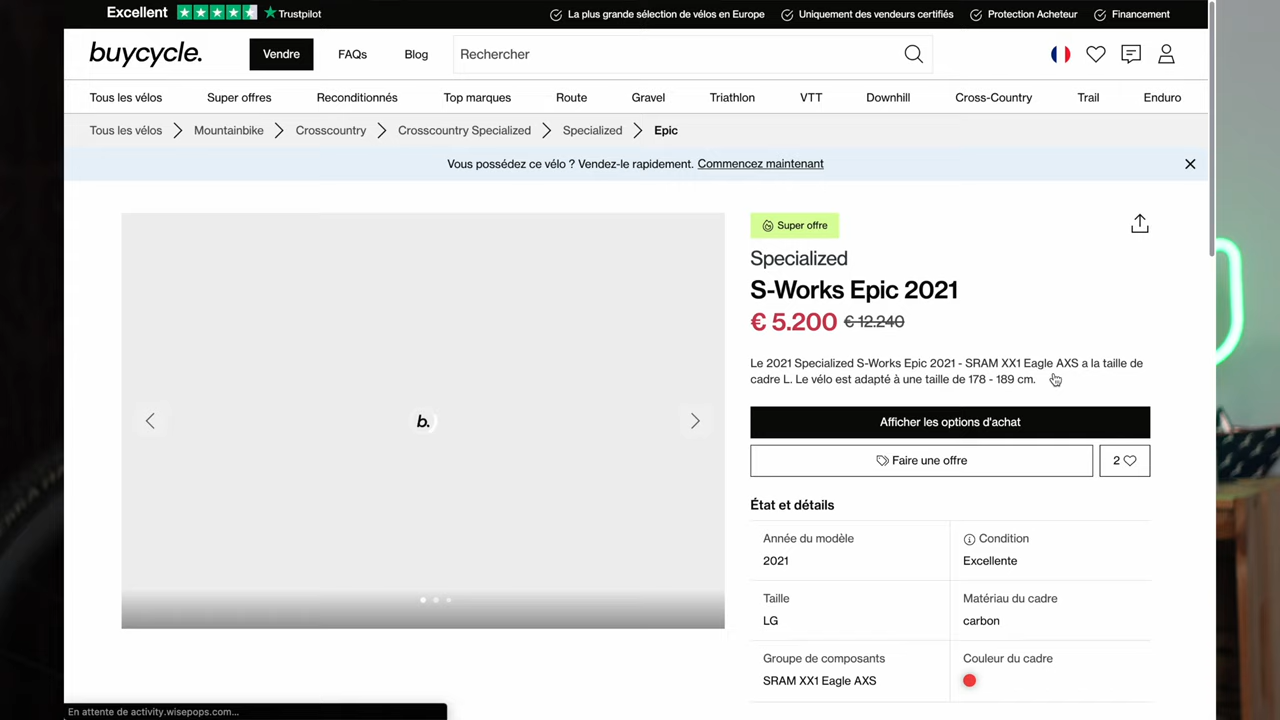 Excellent
Trustpilot
La plus grande sélection de vélos en Europe
Uniquement des vendeurs certifiés
Protection Acheteur
Financement
buycycle.
Vendre
FAQs
Blog
Rechercher
Tous les vélos
Super offres
Reconditionnés
Top marques
Route
Gravel
Triathlon
VTT
Downhill
Cross-Country
Trail
Enduro
Tous les vélos
Mountainbike
Crosscountry
Crosscountry Specialized
Specialized
Epic
Vous possédez ce vélo ? Vendez-le rapidement. Commencez maintenant
b.
Super offre
Specialized
S-Works Epic 2021
€ 5.200 € 12.240
Le 2021 Specialized S-Works Epic 2021 - SRAM XX1 Eagle AXS a la taille de
cadre L. Le vélo est adapté à une taille de 178 - 189 cm.
Afficher les options d'achat
Faire une offre
2
État et détails
Année du modèle
2021
Condition
Excellente
Taille
LG
Matériau du cadre
carbon
Groupe de composants
SRAM XX1 Eagle AXS
Couleur du cadre
En attente de activity.wisepops.com...